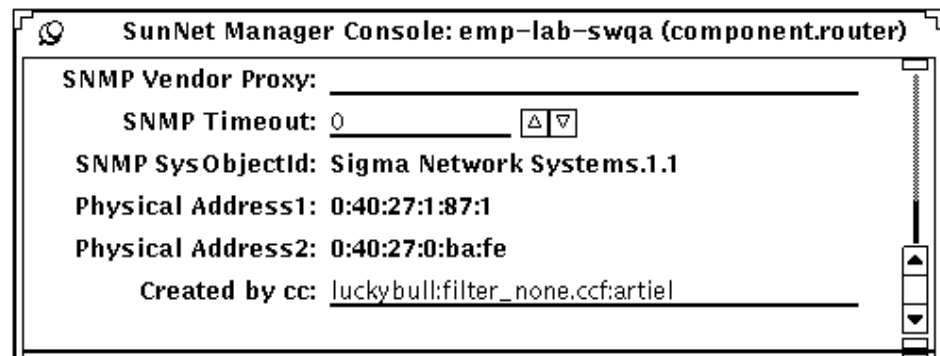 SunNet Manager Console: emp-lab-swqa (component.router)
SNMP Vendor Proxy:
SNMP Timeout: 0
SNMP SysObjectId: Sigma Network Systems.1.1
Physical Address1: 0:40:27:1:87:1
Physical Address2: 0:40:27:0:ba:fe
Created by cc: luckybull:filter_none.ccf:artiel